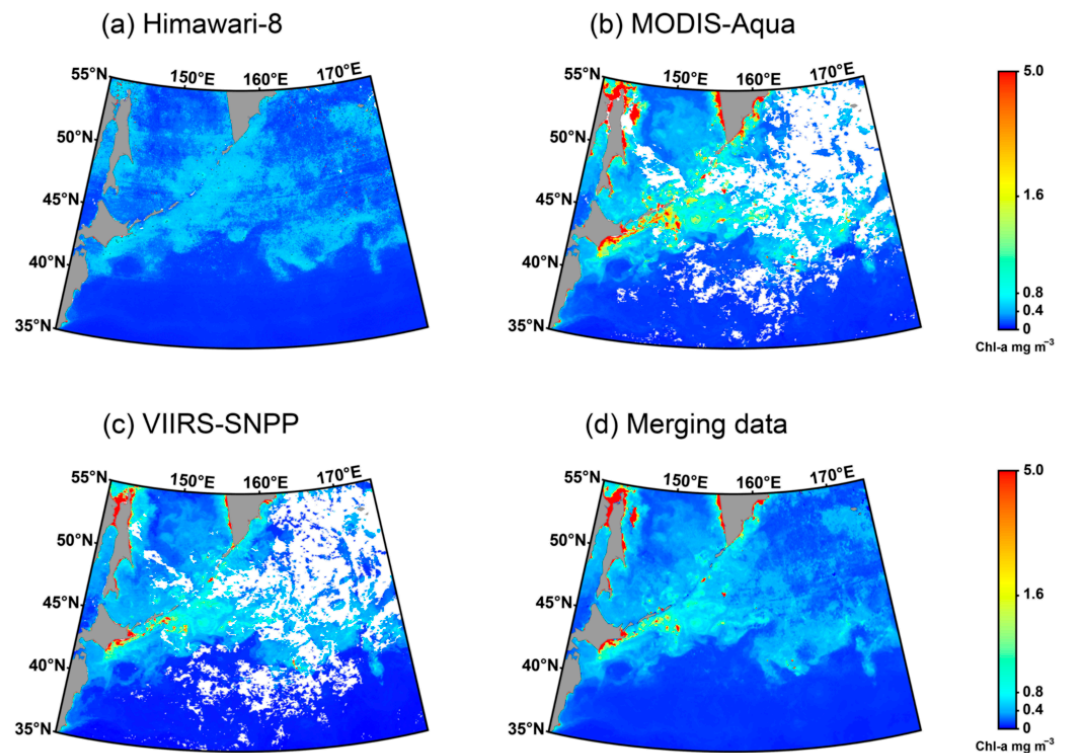 (a) Himawari-8
(b) MODIS-Aqua
55°N 150°E 160°E 170°E
50°N
45°N
40°N
35°N
55°N 150°E 160°E 170°E
50°N
45°N
40°N
35°N
5.0
1.6
0.8
0.4
0
Chl-a mg m⁻³
(c) VIIRS-SNPP
(d) Merging data
55°N 150°E 160°E 170°E
50°N
45°N
40°N
35°N
55°N 150°E 160°E 170°E
50°N
45°N
40°N
35°N
5.0
1.6
0.8
0.4
0
Chl-a mg m⁻³